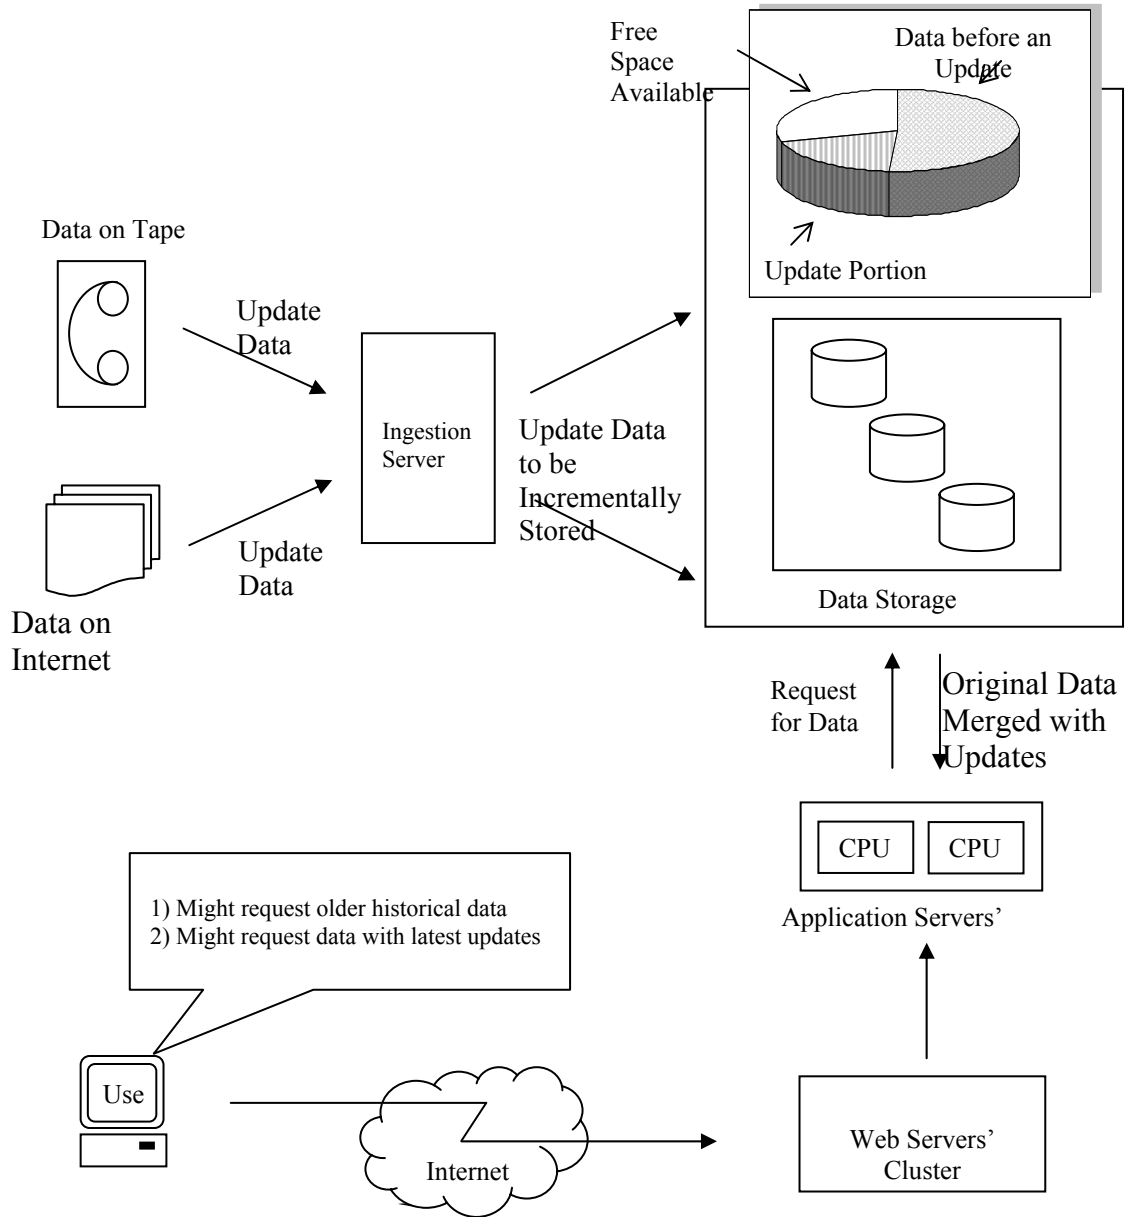 Free
Space
Available
Data before an
Update
Update Portion
Data on Tape
Update
Data
Ingestion
Server
Update Data
to be
Incrementally
Stored
Update
Data
Data on
Internet
Data Storage
Request
for Data
Original Data
Merged with
Updates
CPU
CPU
Application Servers’
1) Might request older historical data
2) Might request data with latest updates
Use
Internet
Web Servers’
Cluster